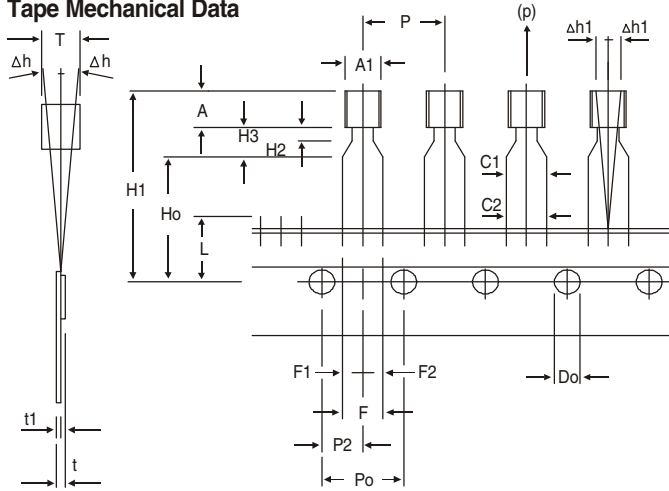 Tape Mechanical Data
T
Δh Δh
P
(p)
Δh1 Δh1
A1
A
H3
H2
H1
Ho
L
C1
C2
F1 F2
F
Do
P2
Po
t1
t